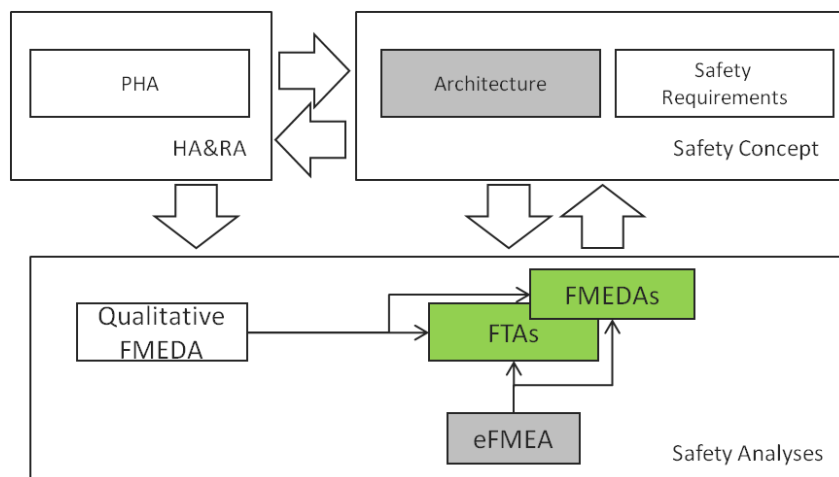 PHA
HA&RA
Architecture
Safety
Requirements
Safety Concept
Qualitative
FMEDA
FMEDAs
FTAs
eFMEA
Safety Analyses